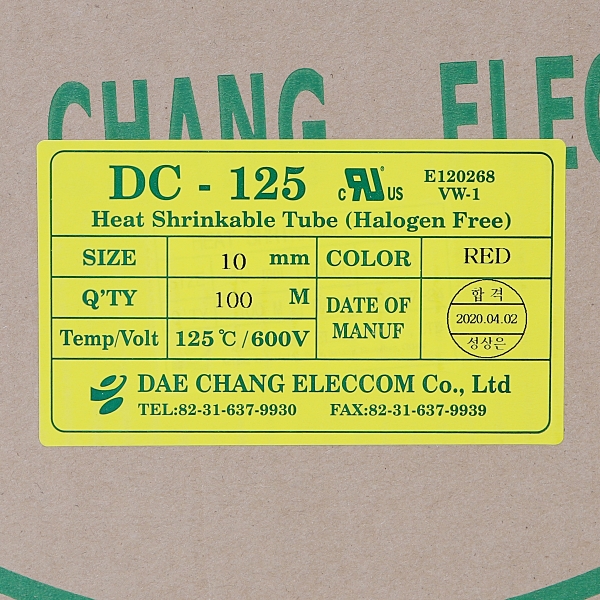 CHANG ELEC
DC - 125
c RU US
E120268
VW-1
Heat Shrinkable Tube (Halogen Free)
SIZE 10 mm COLOR RED
Q'TY 100 M
DATE OF MANUF
합격
2020.04.02
성상은
Temp/Volt 125℃/600V
DAE CHANG ELECCOM Co., Ltd
TEL:82-31-637-9930 FAX:82-31-637-9939